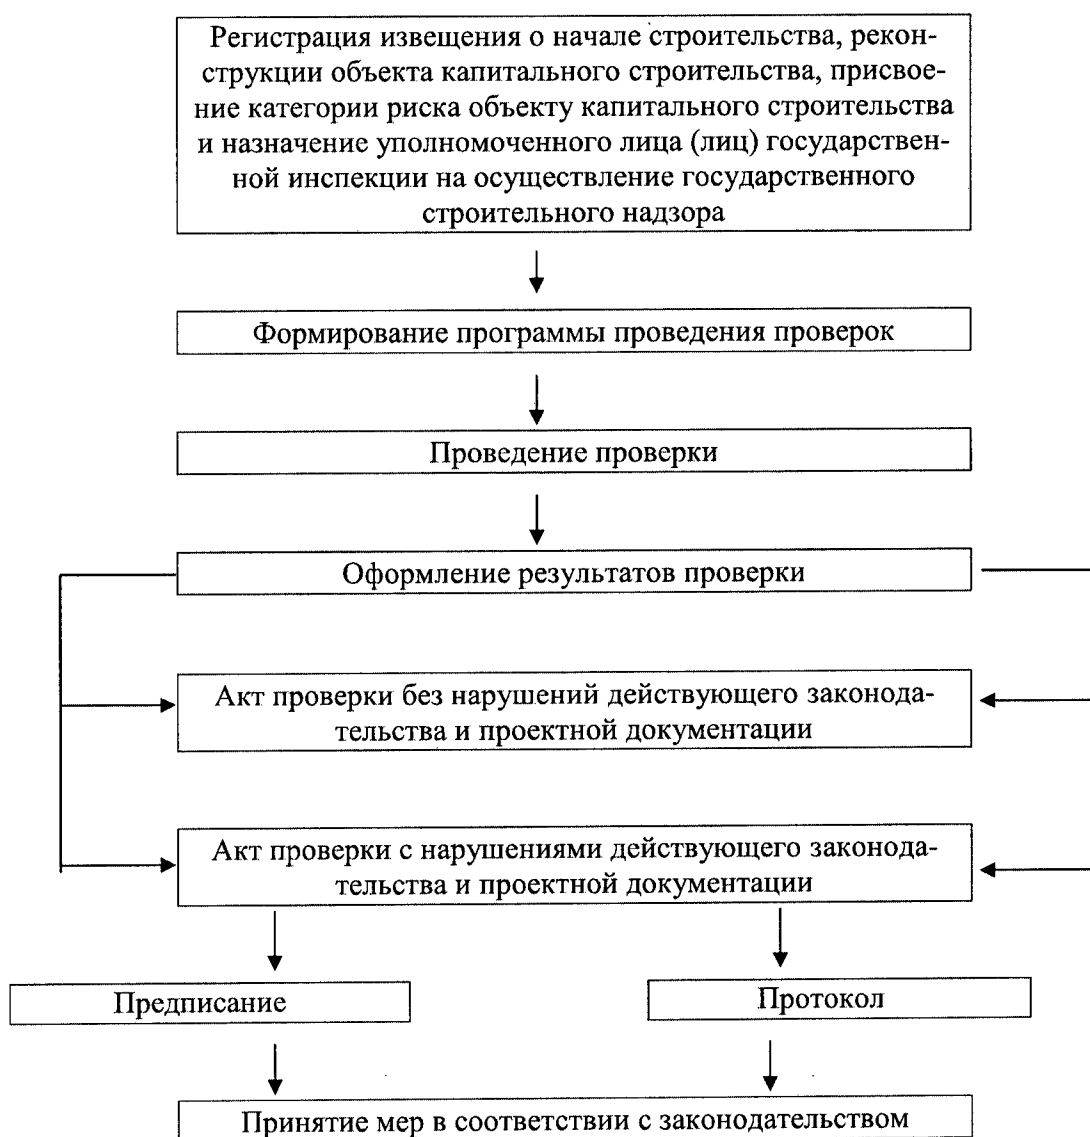 Регистрация извещения о начале строительства, рекон-
струкции объекта капитального строительства, присвое-
ние категории риска объекту капитального строительства
и назначение уполномоченного лица (лиц) государствен-
ной инспекции на осуществление государственного
строительного надзора
Формирование программы проведения проверок
Проведение проверки
Оформление результатов проверки
Акт проверки без нарушений действующего законода-
тельства и проектной документации
Акт проверки с нарушениями действующего законода-
тельства и проектной документации
Предписание
Протокол
Принятие мер в соответствии с законодательством